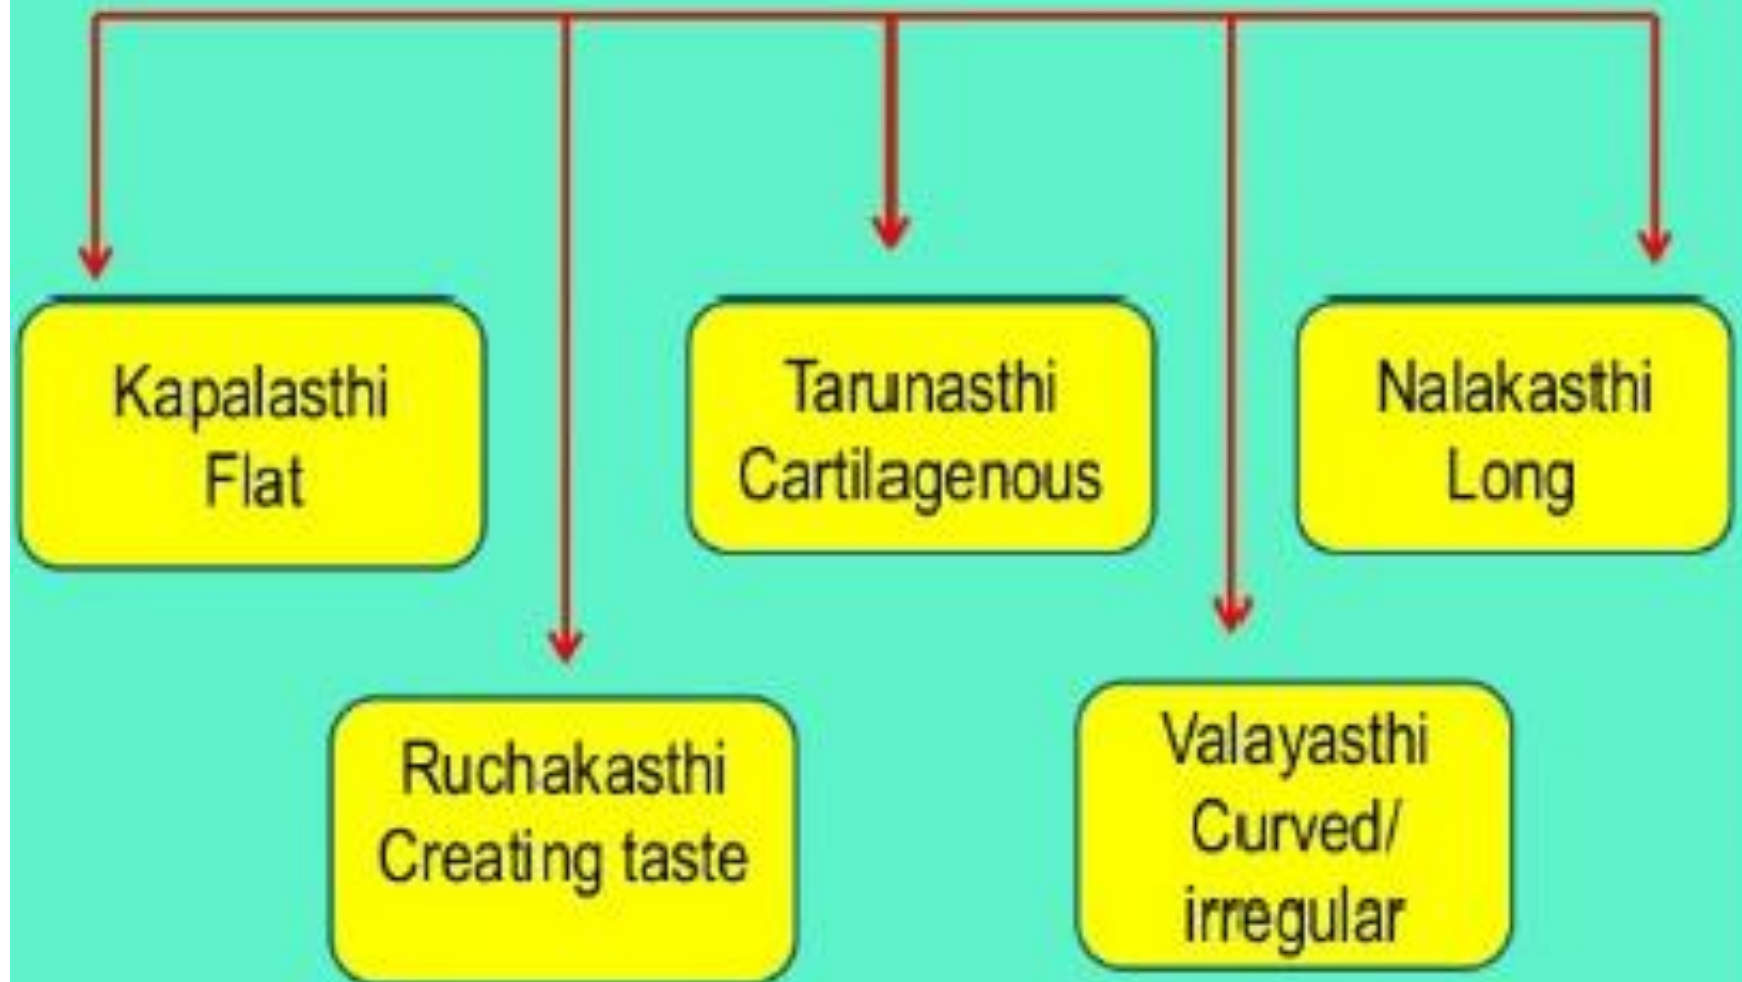 Kapalasthi
Flat
Tarunasthi
Cartilagenous
Nalakasthi
Long
Ruchakasthi
Creating taste
Valayasthi
Curved/
irregular